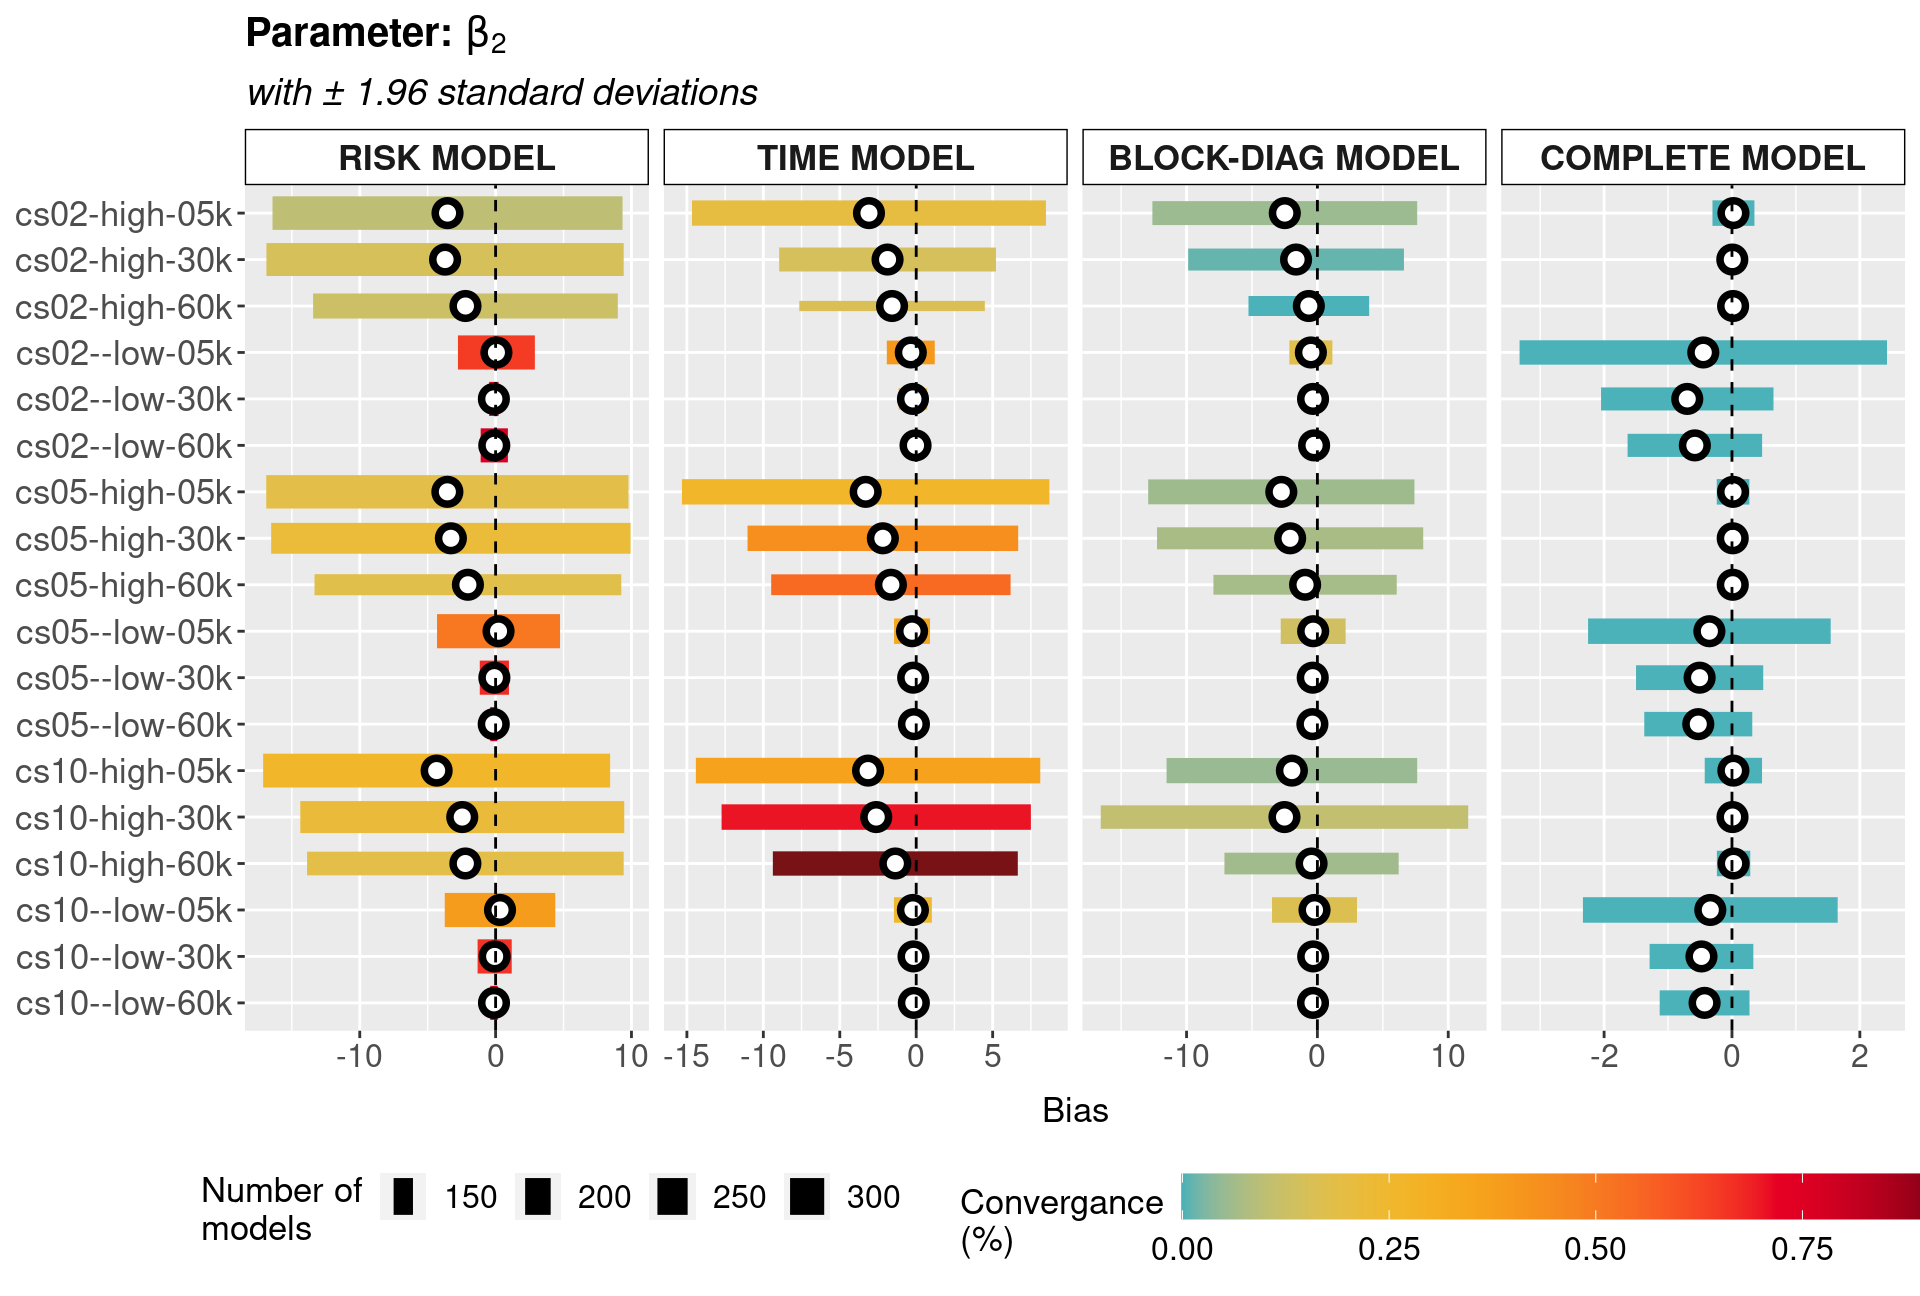 Parameter: β2
with ± 1.96 standard deviations
RISK MODEL TIME MODEL BLOCK-DIAG MODEL COMPLETE MODEL
cs02-high-05k
cs02-high-30k
cs02-high-60k
cs02--low-05k
cs02--low-30k
cs02--low-60k
cs05-high-05k
cs05-high-30k
cs05-high-60k
cs05--low-05k
cs05--low-30k
cs05--low-60k
cs10-high-05k
cs10-high-30k
cs10-high-60k
cs10--low-05k
cs10--low-30k
cs10--low-60k
-10 0 10 -15 -10 -5 0 5 -10 0 10 -2 0 2
Bias
Number of
models
150 200 250 300
Convergance
(%)
0.00 0.25 0.50 0.75